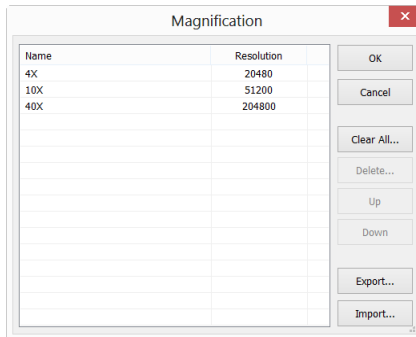 Magnification
Name Resolution
4X 20480
10X 51200
40X 204800
OK
Cancel
Clear All...
Delete...
Up
Down
Export...
Import...